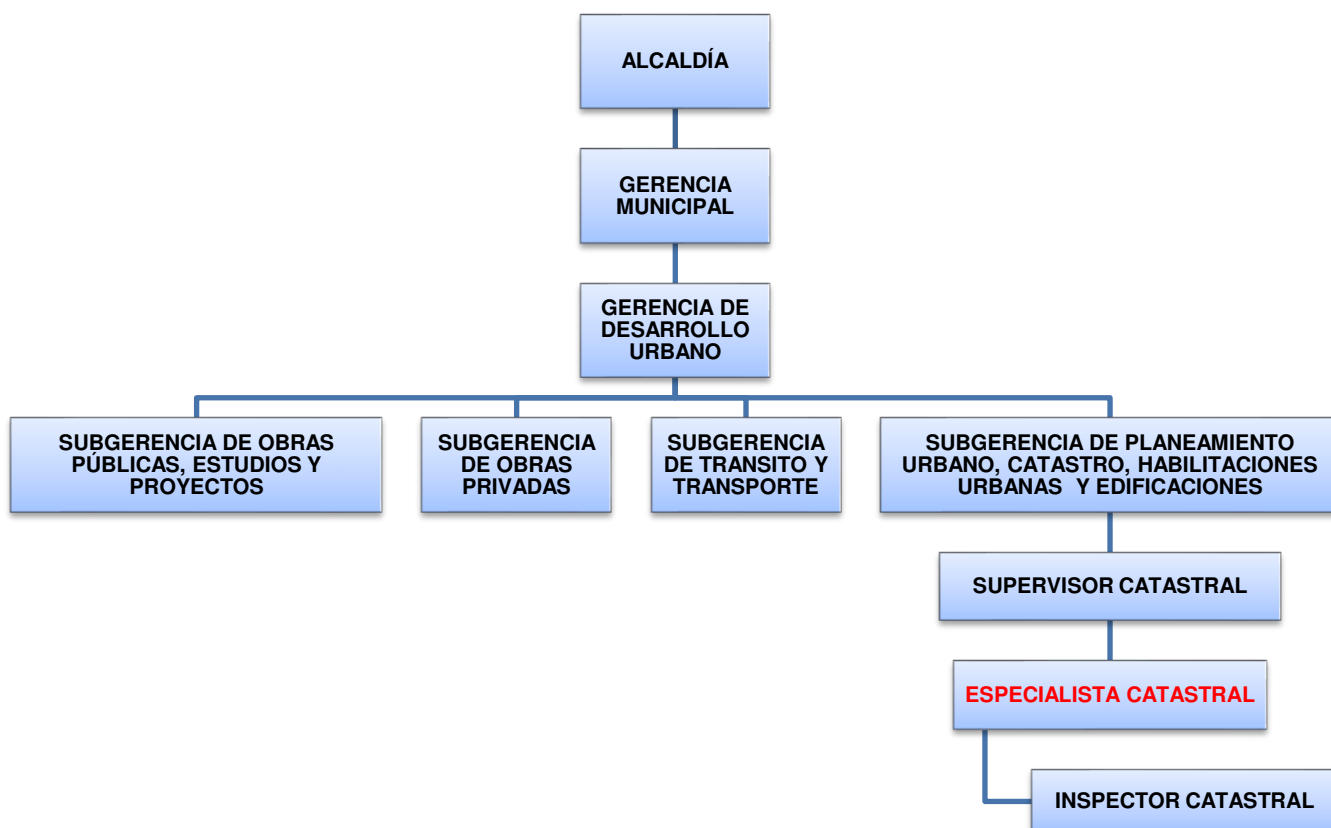 ALCALDÍA
GERENCIA
MUNICIPAL
GERENCIA DE
DESARROLLO
URBANO
SUBGERENCIA DE OBRAS
PÚBLICAS, ESTUDIOS Y
PROYECTOS
SUBGERENCIA
DE OBRAS
PRIVADAS
SUBGERENCIA
DE TRANSITO Y
TRANSPORTE
SUBGERENCIA DE PLANEAMIENTO
URBANO, CATASTRO, HABILITACIONES
URBANAS Y EDIFICACIONES
SUPERVISOR CATASTRAL
ESPECIALISTA CATASTRAL
INSPECTOR CATASTRAL